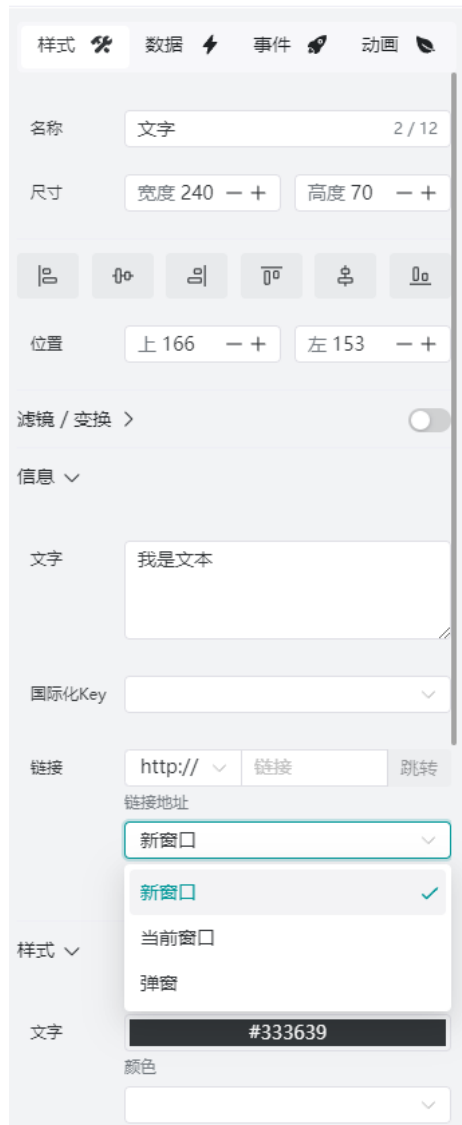 样式 数据 事件 动画
名称 文字 2 / 12
尺寸 宽度 240 高度 70
位置 上 166 左 153
滤镜 / 变换
信息
文字 我是文本
国际化Key
链接 http:// 链接 跳转
链接地址
新窗口
新窗口
当前窗口
样式
弹窗
文字 #333639
颜色